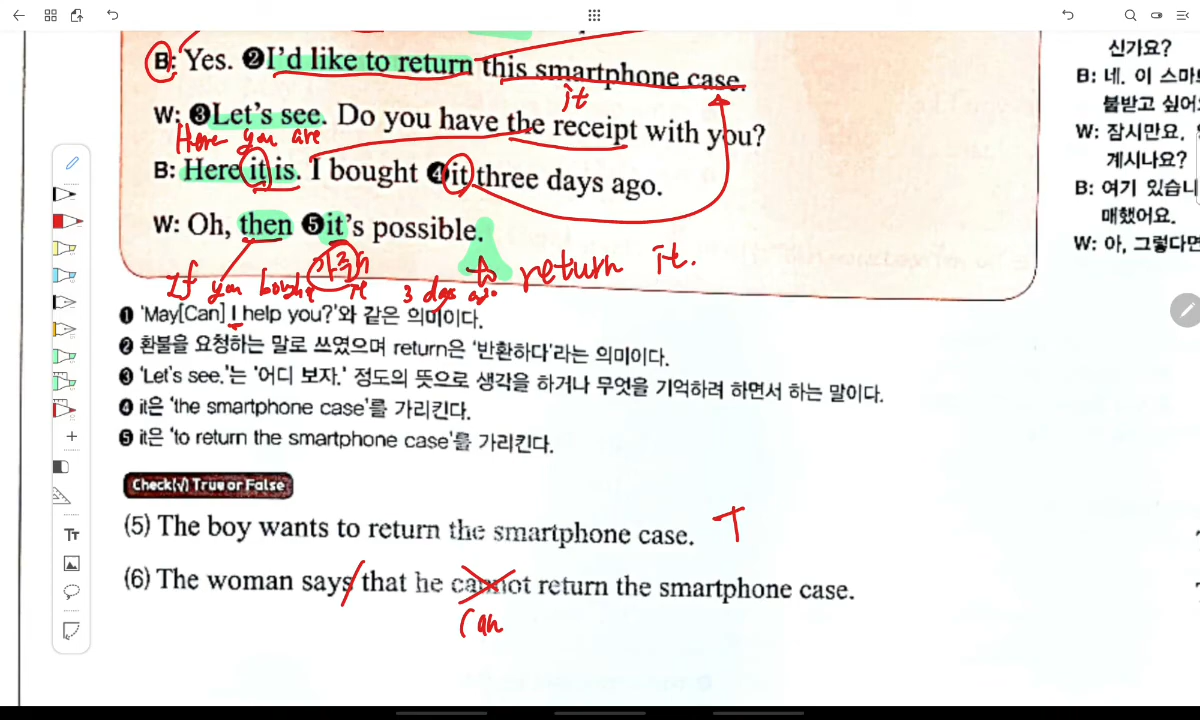 B: Yes. ❷I'd like to return this smartphone case.
it
W: ❸Let's see. Do you have the receipt with you?
Here you are
B: Here it is. I bought ❹it three days ago.
W: Oh, then ❺it's possible.
to return it.
If you bought it 3 days ago
❶ 'May[Can] I help you?'와 같은 의미이다.
❷ 환불을 요청하는 말로 쓰였으며 return은 '반환하다'라는 의미이다.
❸ 'Let's see.'는 '어디 보자.' 정도의 뜻으로 생각을 하거나 무엇을 기억하려 하면서 하는 말이다.
❹ it은 'the smartphone case'를 가리킨다.
❺ it은 'to return the smartphone case'를 가리킨다.
Check(√) True or False
(5) The boy wants to return the smartphone case. T
(6) The woman says that he cannot return the smartphone case.
can
신가요?
B: 네. 이 스마
불받고 싶어
W: 잠시만요,
계시나요?
B: 여기 있습니
매했어요.
W: 아, 그렇다면
Tt